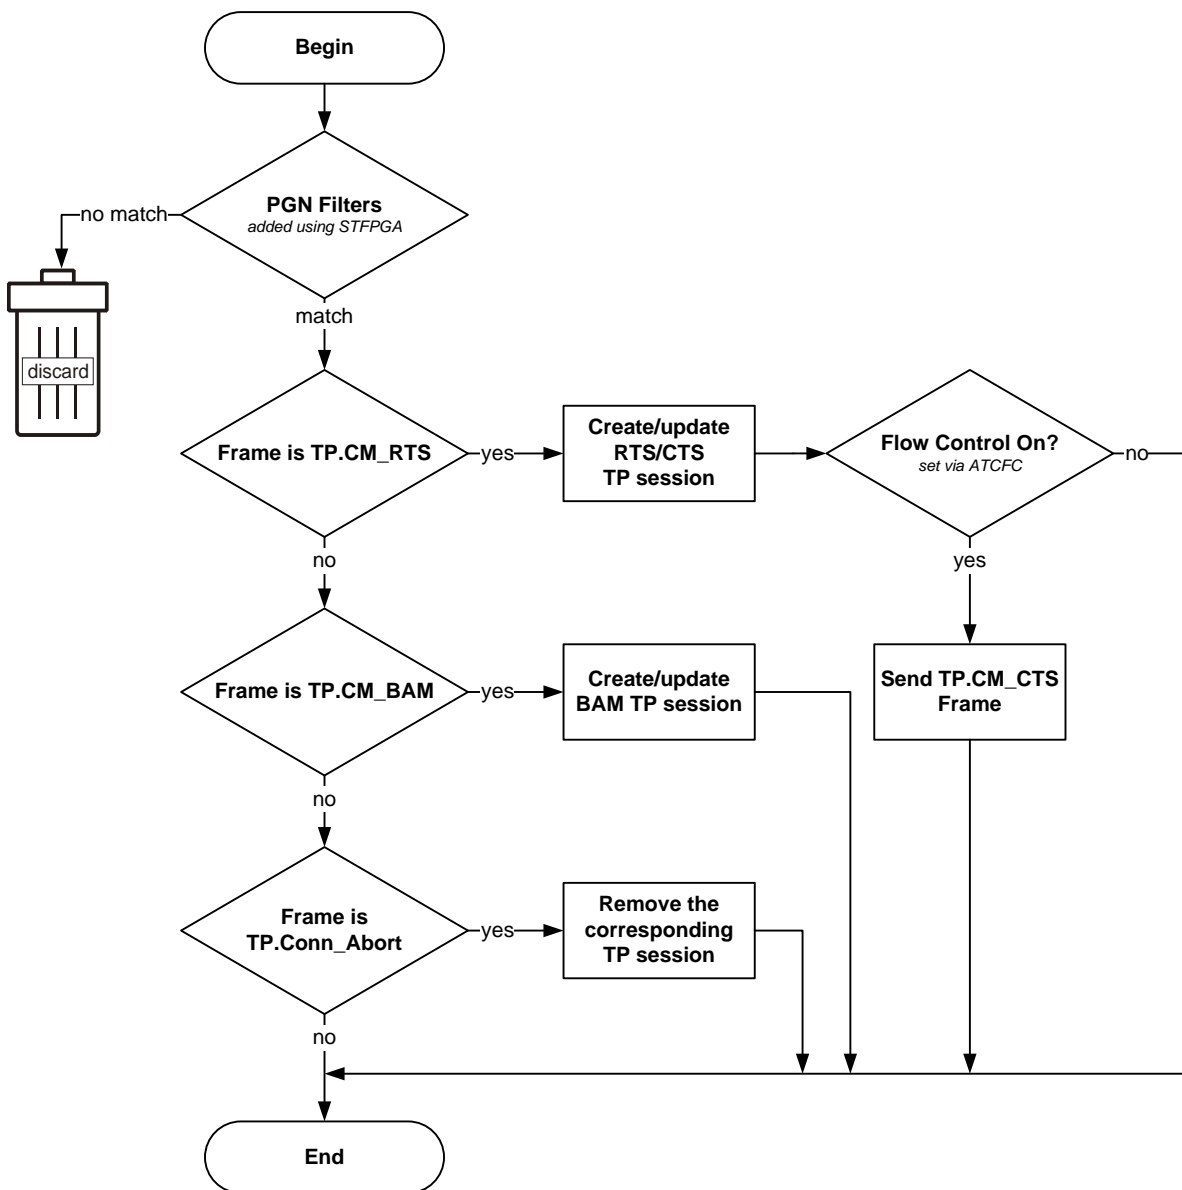 Begin
PGN Filters
added using STFPGA
no match
match
discard
Frame is TP.CM_RTS
yes
Create/update
RTS/CTS
TP session
Flow Control On?
set via ATCFC
no
no
yes
Frame is TP.CM_BAM
yes
Create/update
BAM TP session
Send TP.CM_CTS
Frame
no
Frame is
TP.Conn_Abort
yes
Remove the
corresponding
TP session
no
End